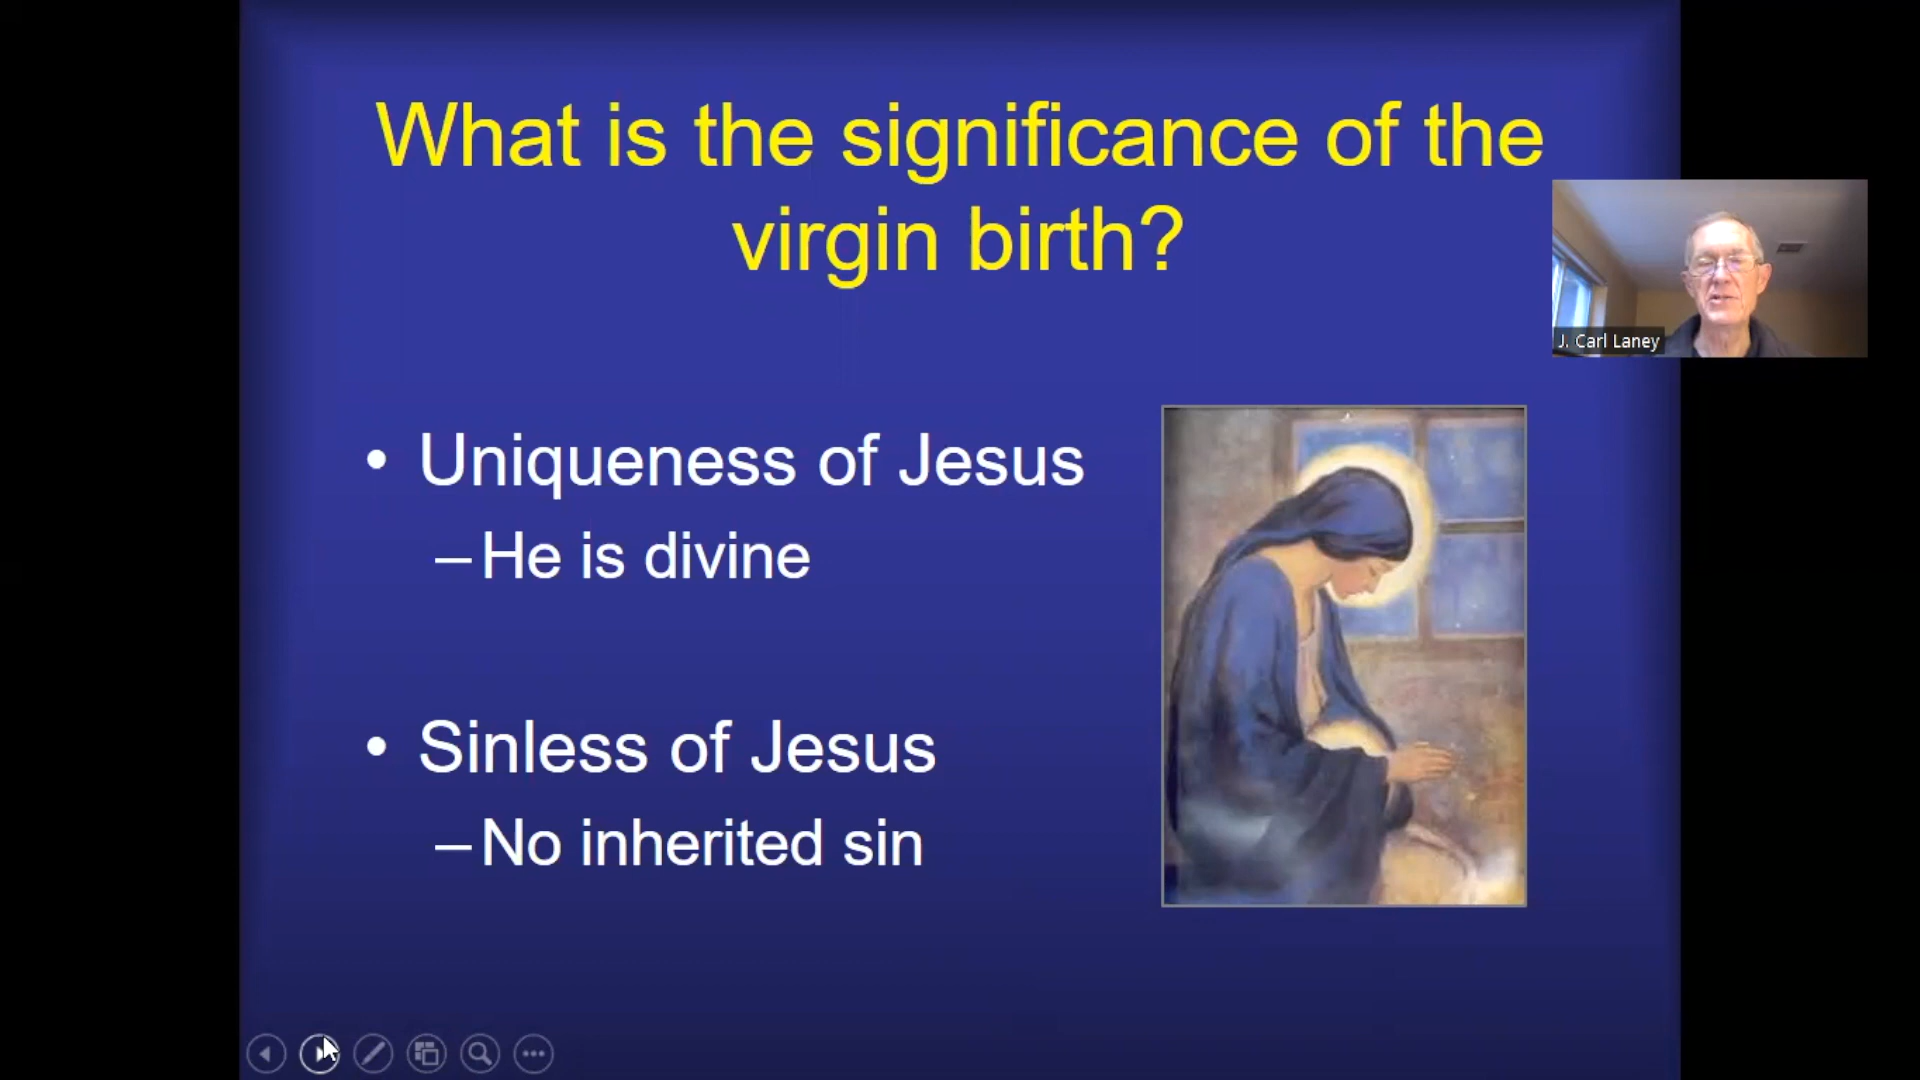 What is the significance of the
virgin birth?
J. Carl Laney
• Uniqueness of Jesus
– He is divine
• Sinless of Jesus
– No inherited sin